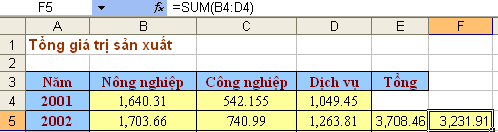 F5 fx =SUM(B4:D4)
A B C D E F
1 Tổng giá trị sản xuất
2
3 Năm Nông nghiệp Công nghiệp Dịch vụ Tổng
4 2001 1,640.31 542.155 1,049.45
5 2002 1,703.66 740.99 1,263.81 3,708.46 3,231.91